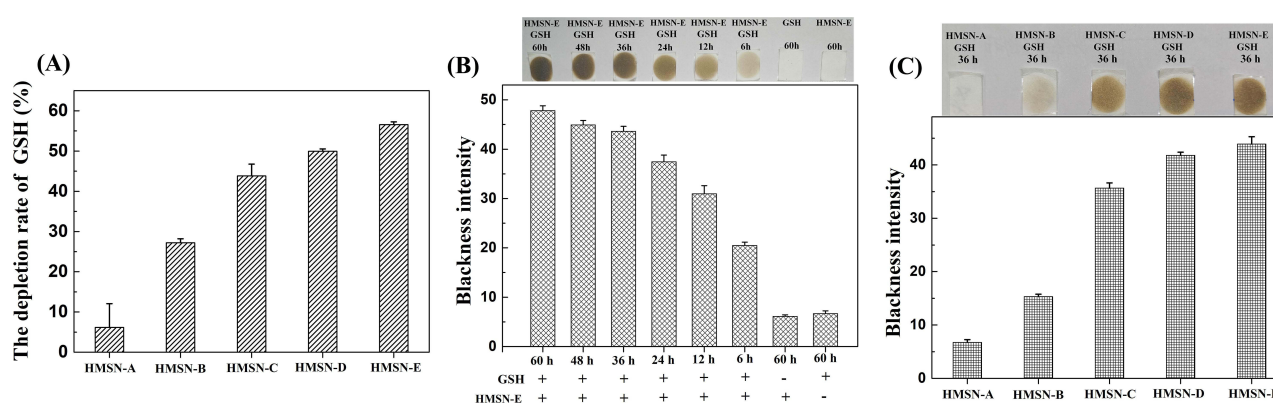 (A)
The depletion rate of GSH (%)
60
50
40
30
20
10
0
HMSN-A HMSN-B HMSN-C HMSN-D HMSN-E
(B)
HMSN-E HMSN-E HMSN-E HMSN-E HMSN-E HMSN-E GSH HMSN-E
GSH GSH GSH GSH GSH GSH
60h 48h 36h 24h 12h 6h 60h 60h
Blackness intensity
50
40
30
20
10
0
60 h 48 h 36 h 24 h 12 h 6 h 60 h 60 h
GSH + + + + + + - +
HMSN-E + + + + + + + -
(C)
HMSN-A HMSN-B HMSN-C HMSN-D HMSN-E
GSH GSH GSH GSH GSH
36 h 36 h 36 h 36 h 36 h
Blackness intensity
40
30
20
10
0
HMSN-A HMSN-B HMSN-C HMSN-D